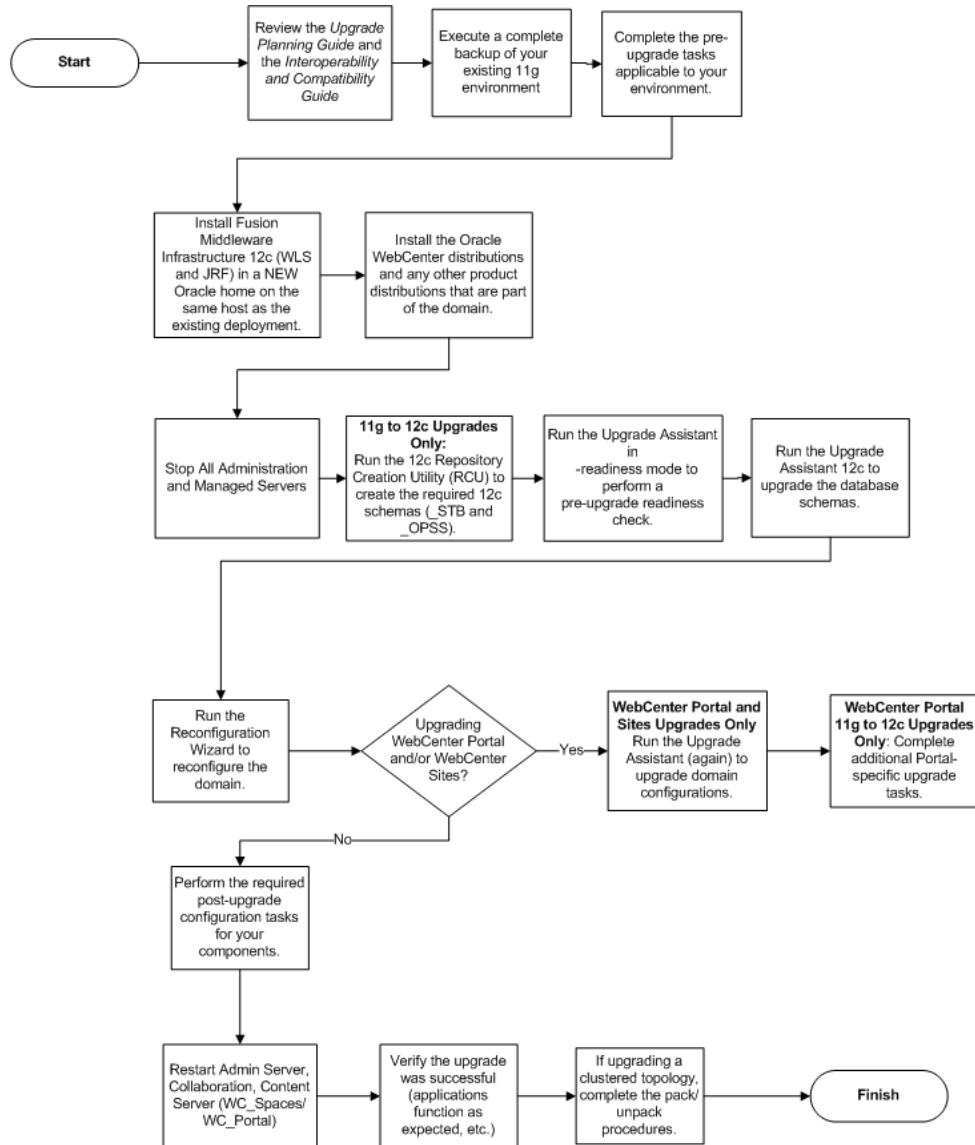 Start
Review the Upgrade
Planning Guide and
the Interoperability
and Compatibility
Guide
Execute a complete
backup of your
existing 11g
environment
Complete the pre-
upgrade tasks
applicable to your
environment.
Install Fusion
Middleware
Infrastructure 12c (WLS
and JRF) in a NEW
Oracle home on the
same host as the
existing deployment.
Install the Oracle
WebCenter distributions
and any other product
distributions that are part
of the domain.
Stop All Administration
and Managed Servers
11g to 12c Upgrades
Only:
Run the 12c Repository
Creation Utility (RCU) to
create the required 12c
schemas (_STB and
_OPSS).
Run the Upgrade Assistant
in
-readiness mode to
perform a
pre-upgrade readiness
check.
Run the Upgrade
Assistant 12c to
upgrade the database
schemas.
Run the
Reconfiguration
Wizard to
reconfigure the
domain.
Upgrading
WebCenter Portal
and/or WebCenter
Sites?
Yes
WebCenter Portal and
Sites Upgrades Only
Run the Upgrade
Assistant (again) to
upgrade domain
configurations.
WebCenter Portal
11g to 12c Upgrades
Only: Complete
additional Portal-
specific upgrade
tasks.
No
Perform the required
post-upgrade
configuration tasks
for your
components.
Restart Admin Server,
Collaboration, Content
Server (WC_Spaces/
WC_Portal)
Verify the upgrade
was successful
(applications
function as
expected, etc.)
If upgrading a
clustered topology,
complete the pack/
unpack
procedures.
Finish